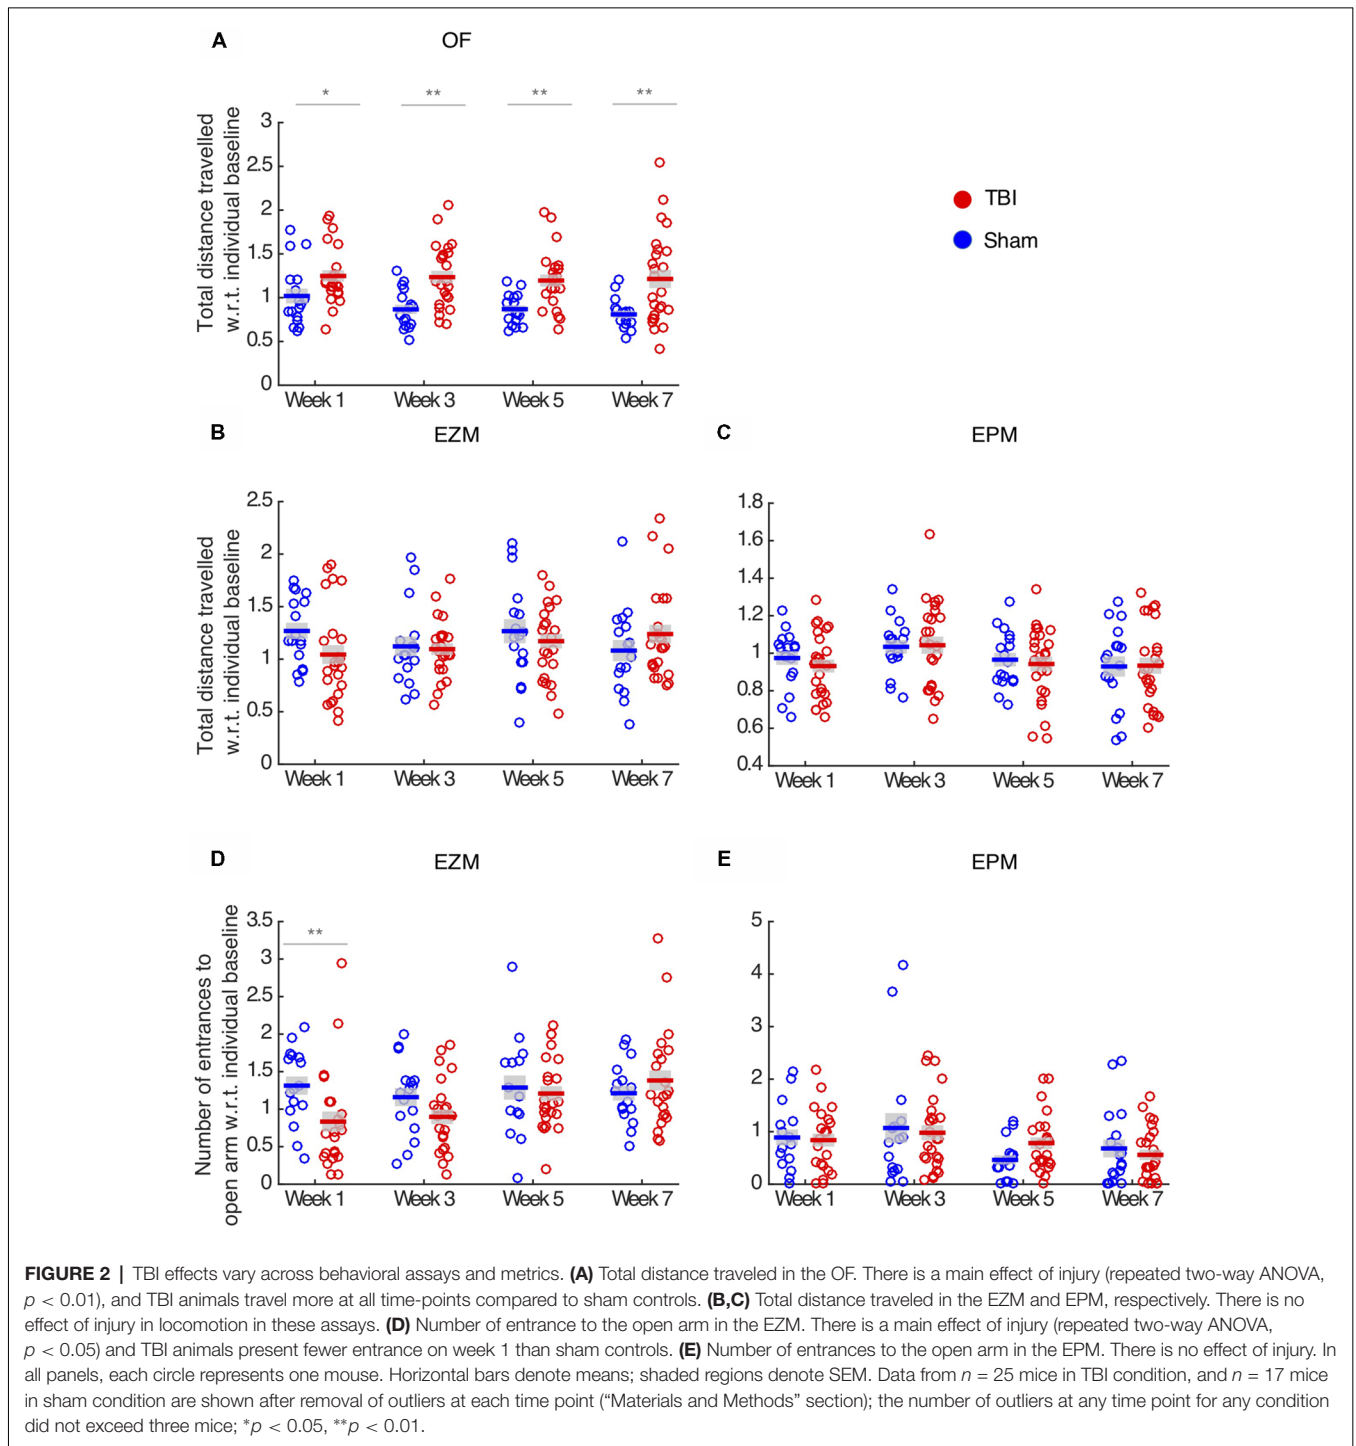 A
OF
* ** ** **
Total distance travelled
w.r.t. individual baseline
3
2.5
2
1.5
1
0.5
0
Week 1 Week 3 Week 5 Week 7
TBI
Sham
B
EZM
Total distance travelled
w.r.t. individual baseline
2.5
2
1.5
1
0.5
0
Week 1 Week 3 Week 5 Week 7
C
EPM
1.8
1.6
1.4
1.2
1
0.8
0.6
0.4
Week 1 Week 3 Week 5 Week 7
D
EZM
**
Number of entrances to
open arm w.r.t. individual baseline
3.5
3
2.5
2
1.5
1
0.5
0
Week 1 Week 3 Week 5 Week 7
E
EPM
5
4
3
2
1
0
Week 1 Week 3 Week 5 Week 7
FIGURE 2 | TBI effects vary across behavioral assays and metrics. (A) Total distance traveled in the OF. There is a main effect of injury (repeated two-way ANOVA,
p < 0.01), and TBI animals travel more at all time-points compared to sham controls. (B,C) Total distance traveled in the EZM and EPM, respectively. There is no
effect of injury in locomotion in these assays. (D) Number of entrance to the open arm in the EZM. There is a main effect of injury (repeated two-way ANOVA,
p < 0.05) and TBI animals present fewer entrance on week 1 than sham controls. (E) Number of entrances to the open arm in the EPM. There is no effect of injury. In
all panels, each circle represents one mouse. Horizontal bars denote means; shaded regions denote SEM. Data from n = 25 mice in TBI condition, and n = 17 mice
in sham condition are shown after removal of outliers at each time point (“Materials and Methods” section); the number of outliers at any time point for any condition
did not exceed three mice; *p < 0.05, **p < 0.01.